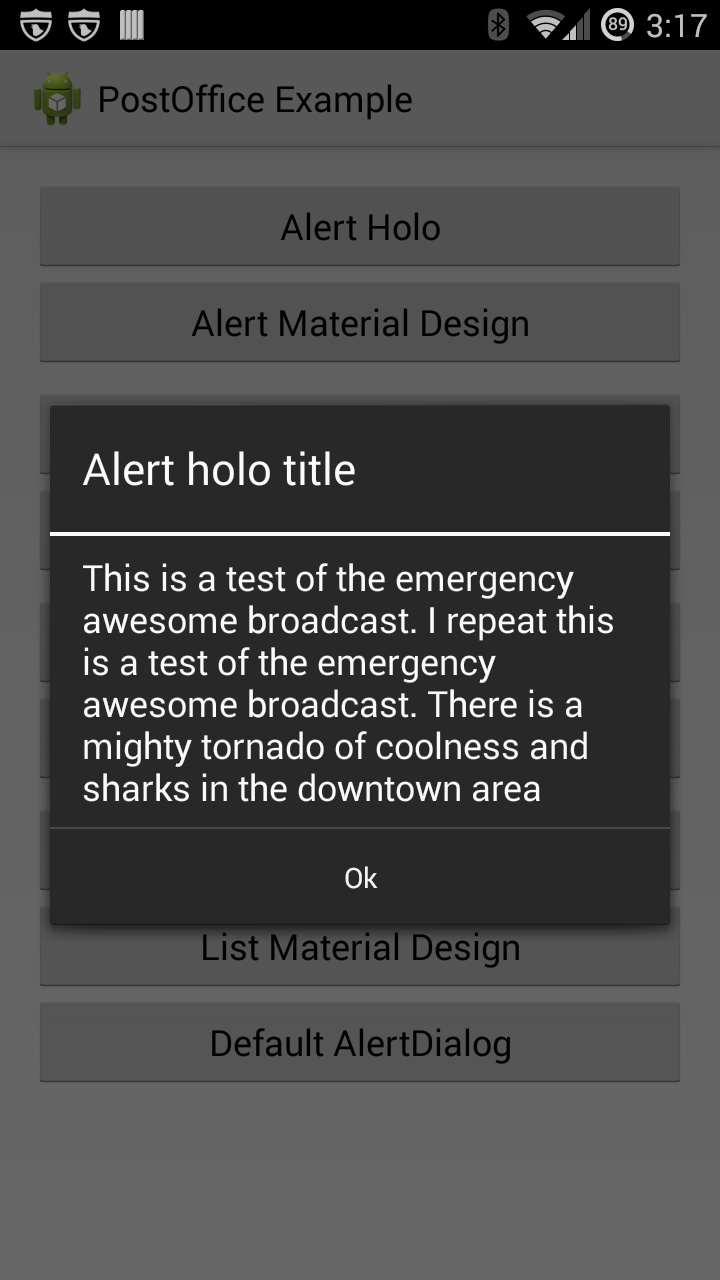 89 3:17
PostOffice Example
Alert Holo
Alert Material Design
Alert holo title
This is a test of the emergency
awesome broadcast. I repeat this
is a test of the emergency
awesome broadcast. There is a
mighty tornado of coolness and
sharks in the downtown area
Ok
List Material Design
Default AlertDialog